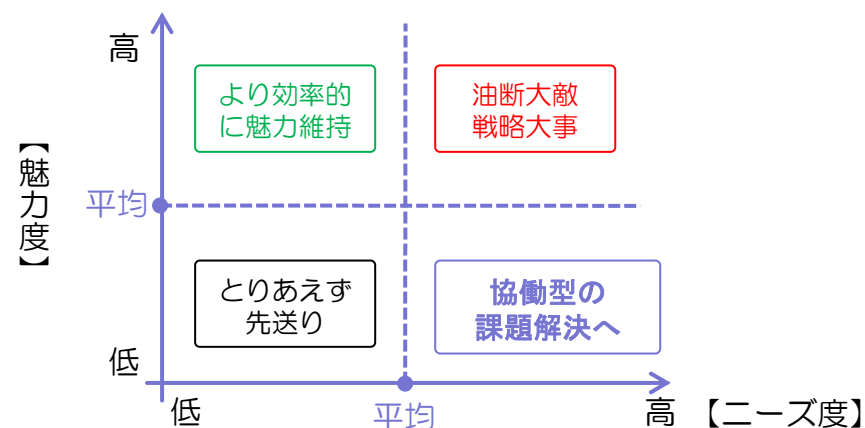 高
より効率的
に魅力維持
油断大敵
戦略大事
【魅力度】
平均
とりあえず
先送り
協働型の
課題解決へ
低
低
平均
高
【ニーズ度】